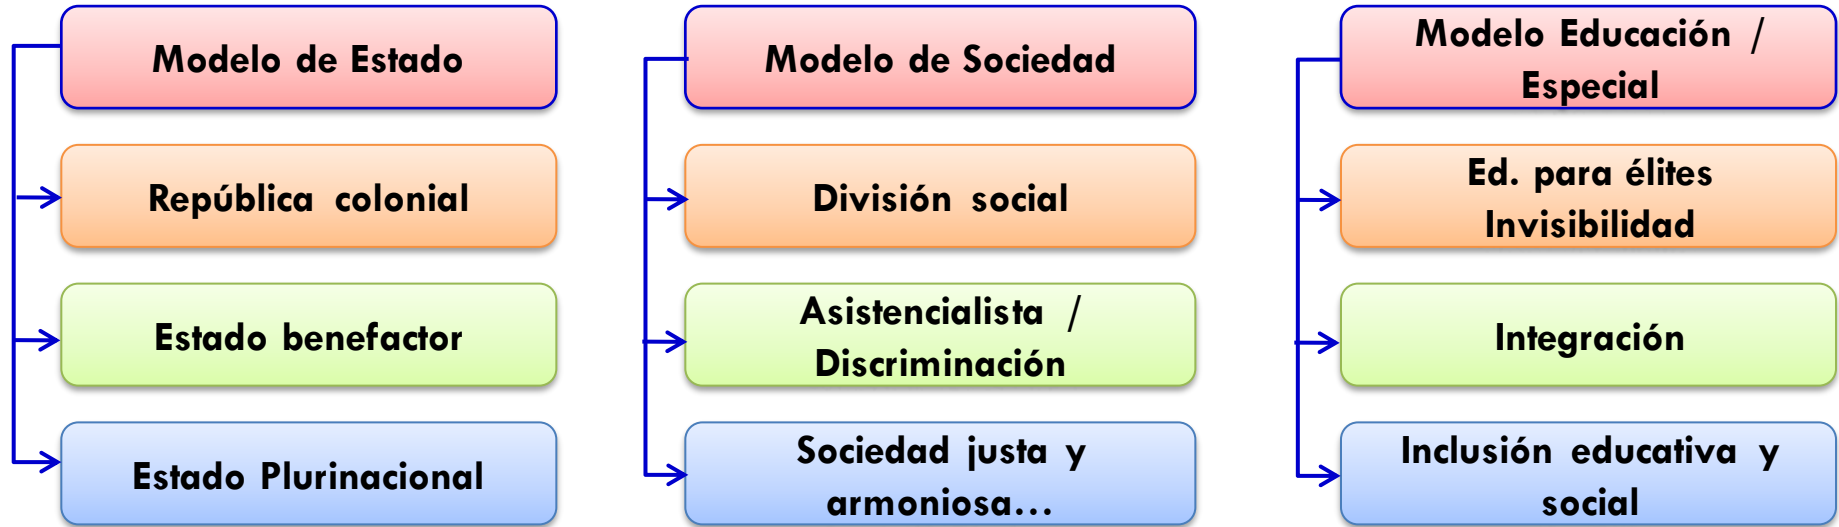 Modelo de Estado
República colonial
Estado benefactor
Estado Plurinacional
Modelo de Sociedad
División social
Asistencialista /
Discriminación
Sociedad justa y
armoniosa...
Modelo Educación /
Especial
Ed. para élites
Invisibilidad
Integración
Inclusión educativa y
social